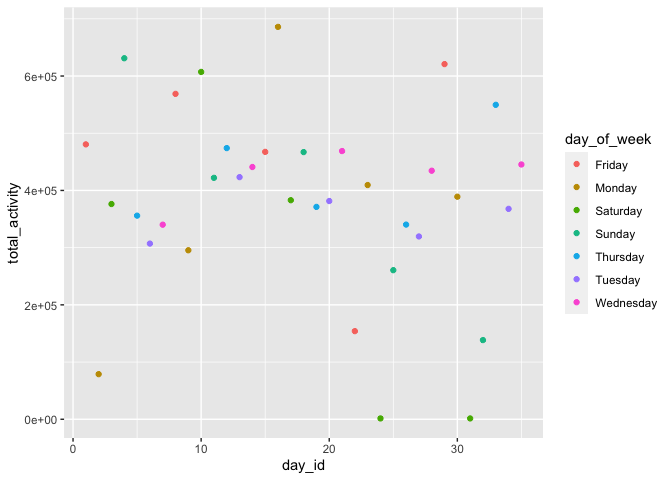 total_activity
6e+05
4e+05
2e+05
0e+00
0
10
20
30
day_id
day_of_week
Friday
Monday
Saturday
Sunday
Thursday
Tuesday
Wednesday